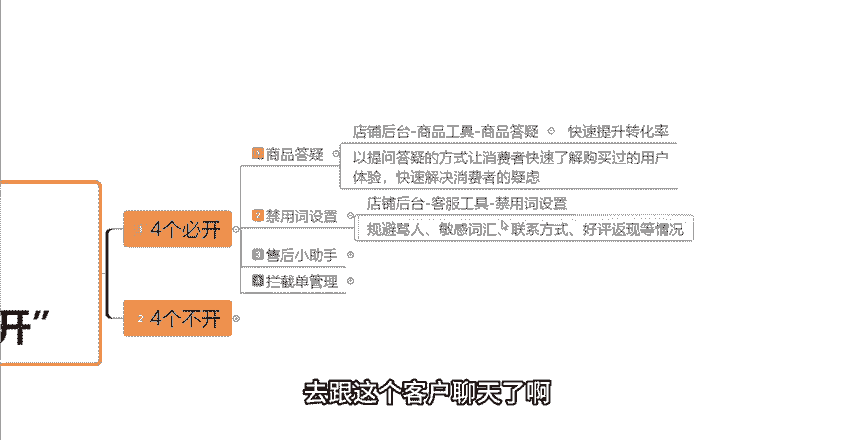 店铺后台-商品工具-商品答疑 快速提升转化率
1 商品答疑
以提问答疑的方式让消费者快速了解购买过的用户
体验，快速解决消费者的疑虑
店铺后台-客服工具-禁用词设置
2 禁用词设置
规避骂人、敏感词汇、联系方式、好评返现等情况
1 4个必开
3 售后小助手
4 拦截单管理
2 4个不开
开”
去跟这个客户聊天了啊